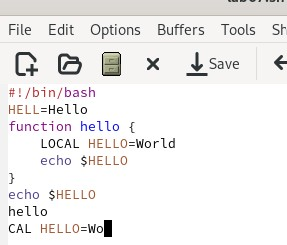 File Edit Options Buffers Tools
Save
#!/bin/bash
HELL=Hello
function hello {
    LOCAL HELLO=World
    echo $HELLO
}
echo $HELLO
hello
CAL HELLO=Wo